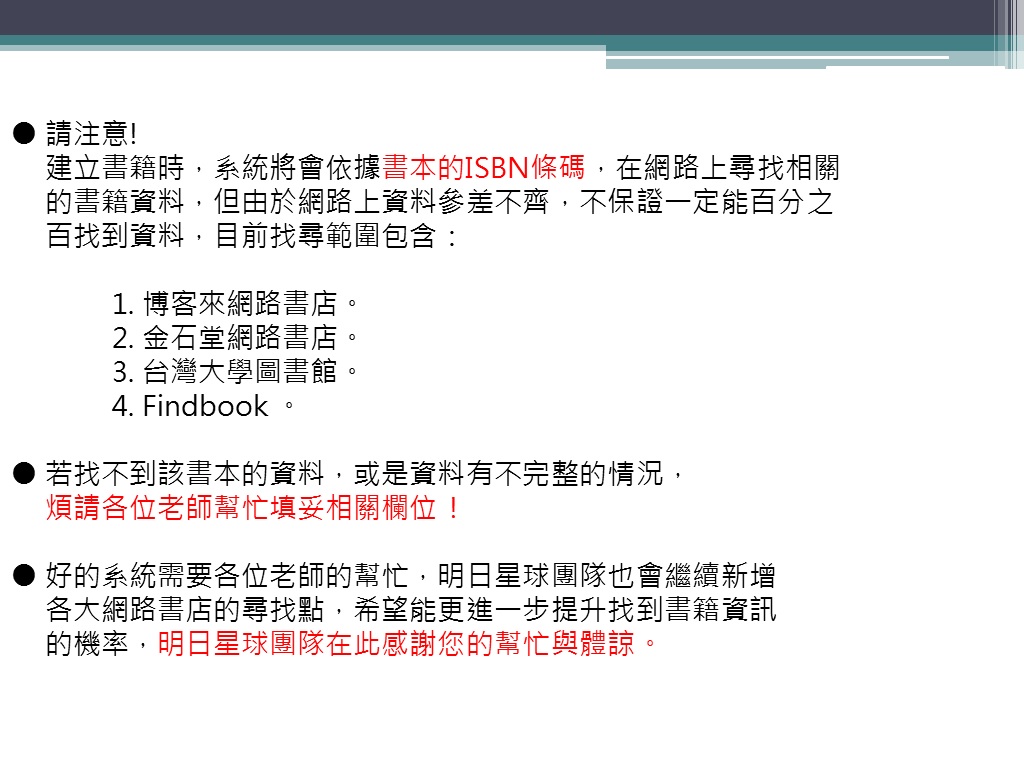 ● 請注意!
建立書籍時，系統將會依據書本的ISBN條碼，在網路上尋找相關
的書籍資料，但由於網路上資料參差不齊，不保證一定能百分之
百找到資料，目前找尋範圍包含：
1. 博客來網路書店。
2. 金石堂網路書店。
3. 台灣大學圖書館。
4. Findbook 。
● 若找不到該書本的資料，或是資料有不完整的情況，
煩請各位老師幫忙填妥相關欄位！
● 好的系統需要各位老師的幫忙，明日星球團隊也會繼續新增
各大網路書店的尋找點，希望能更進一步提升找到書籍資訊
的機率，明日星球團隊在此感謝您的幫忙與體諒。